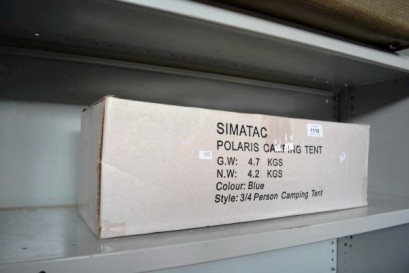 SIMATAC
POLARIS CAMPING TENT
G.W: 4.7 KGS
N.W: 4.2 KGS
Colour: Blue
Style: 3/4 Person Camping Tent